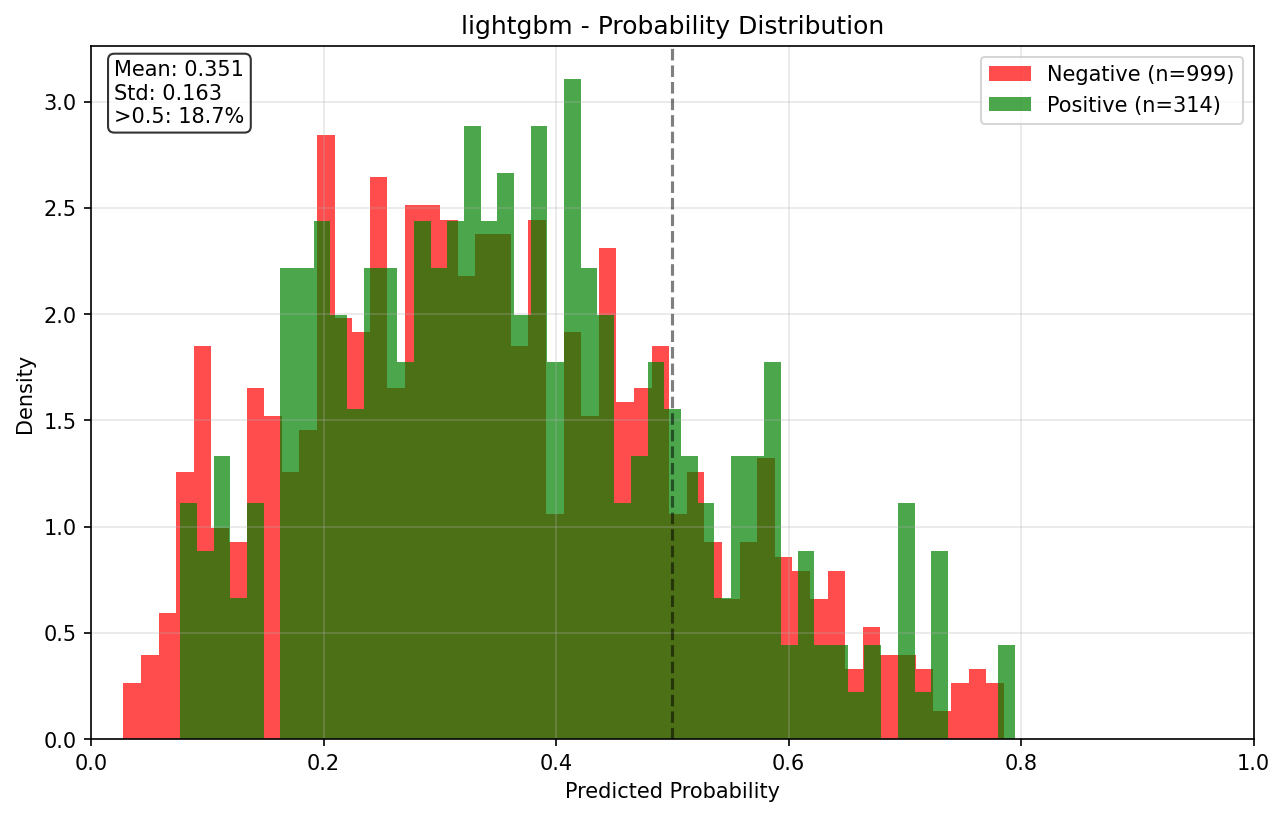 lightgbm - Probability Distribution
Mean: 0.351
Std: 0.163
>0.5: 18.7%
Negative (n=999)
Positive (n=314)
Density
3.0
2.5
2.0
1.5
1.0
0.5
0.0
0.0 0.2 0.4 0.6 0.8 1.0
Predicted Probability